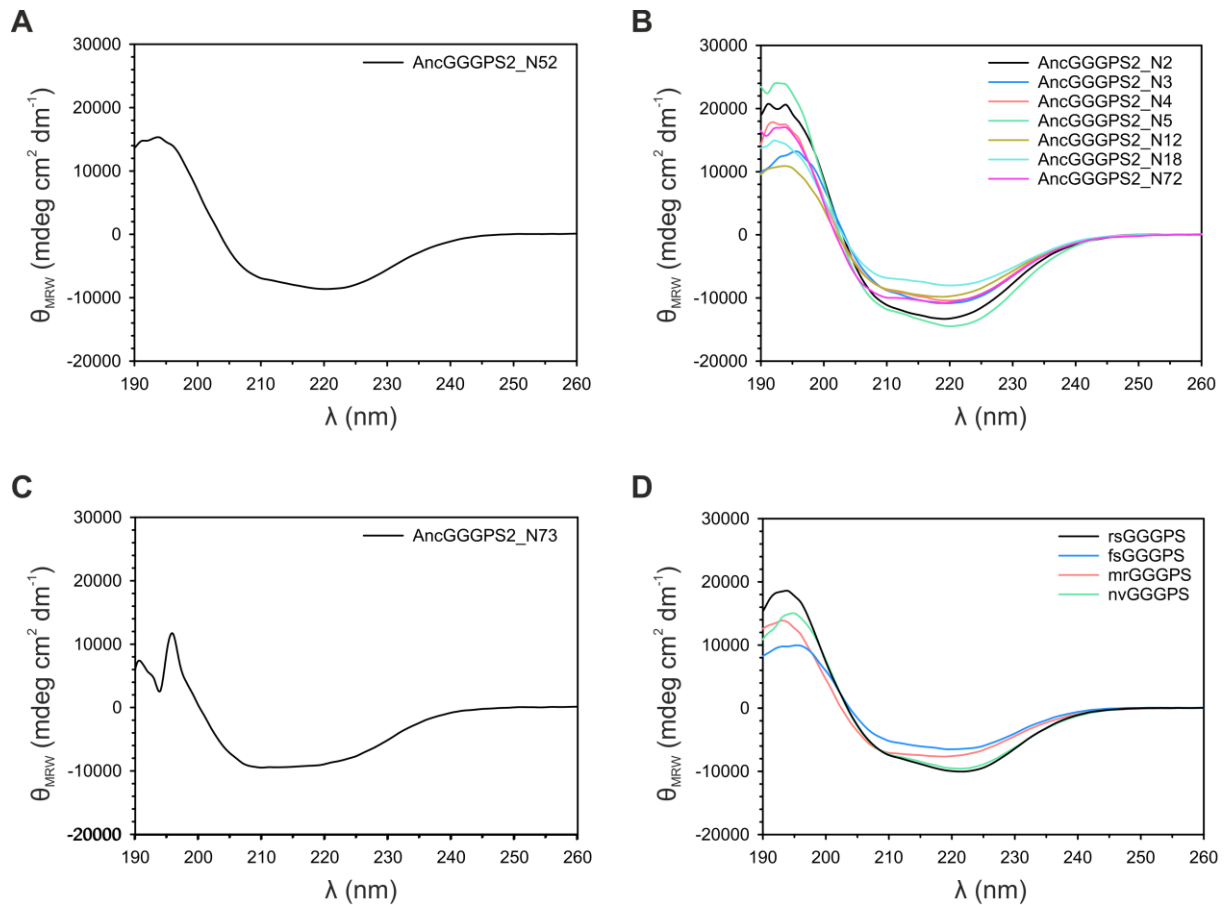 A
30000
20000
10000
0
-10000
-20000
θMRW (mdeg cm² dm⁻¹)
AncGGGPS2_N52
190 200 210 220 230 240 250 260
λ (nm)
B
30000
20000
10000
0
-10000
-20000
θMRW (mdeg cm² dm⁻¹)
AncGGGPS2_N2
AncGGGPS2_N3
AncGGGPS2_N4
AncGGGPS2_N5
AncGGGPS2_N12
AncGGGPS2_N18
AncGGGPS2_N72
190 200 210 220 230 240 250 260
λ (nm)
C
30000
20000
10000
0
-10000
-20000
θMRW (mdeg cm² dm⁻¹)
AncGGGPS2_N73
190 200 210 220 230 240 250 260
λ (nm)
D
30000
20000
10000
0
-10000
-20000
θMRW (mdeg cm² dm⁻¹)
rsGGGPS
fsGGGPS
mrGGGPS
nvGGGPS
190 200 210 220 230 240 250 260
λ (nm)